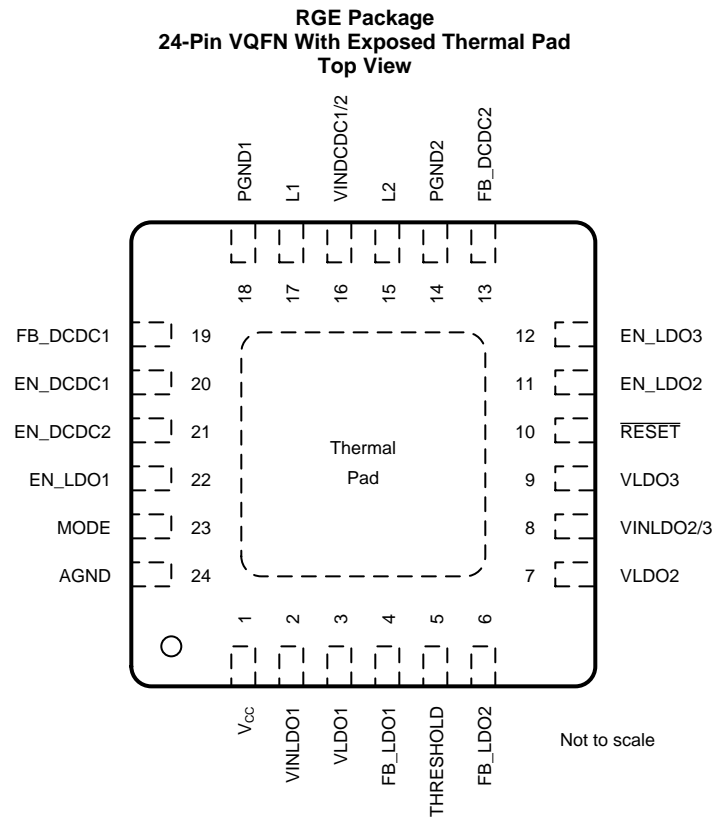 RGE Package
24-Pin VQFN With Exposed Thermal Pad
Top View
PGND1
L1
VINDCDC1/2
L2
PGND2
FB_DCDC2
18
17
16
15
14
13
FB_DCDC1 19
EN_DCDC1 20
EN_DCDC2 21
EN_LDO1 22
MODE 23
AGND 24
Thermal
Pad
12 EN_LDO3
11 EN_LDO2
10 R̅E̅S̅E̅T̅
9 VLDO3
8 VINLDO2/3
7 VLDO2
1
2
3
4
5
6
VCC
VINLDO1
VLDO1
FB_LDO1
THRESHOLD
FB_LDO2
Not to scale